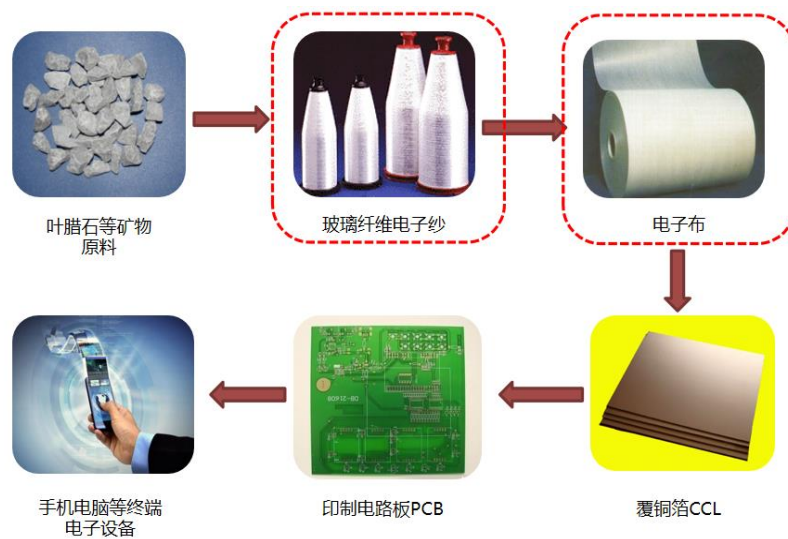 叶腊石等矿物
原料
玻璃纤维电子纱
电子布
手机电脑等终端
电子设备
印制电路板PCB
覆铜箔CCL